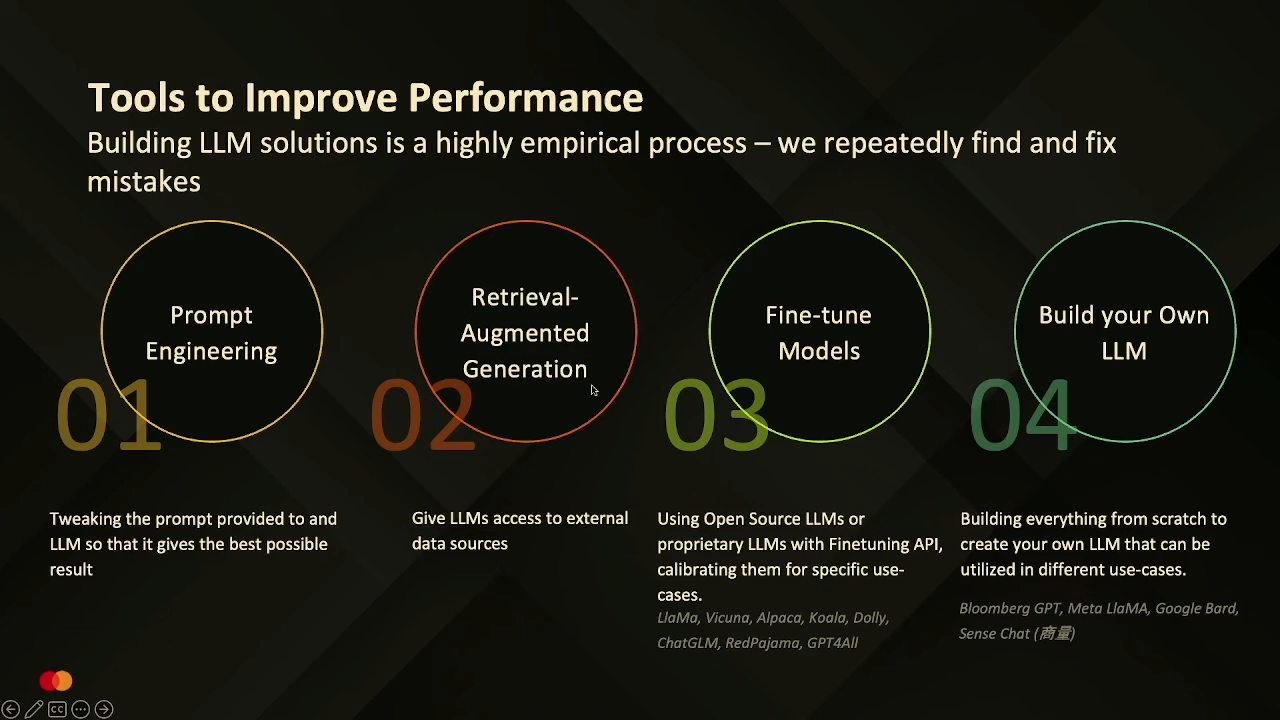 Tools to Improve Performance
Building LLM solutions is a highly empirical process – we repeatedly find and fix
mistakes
Prompt
Engineering
01
Tweaking the prompt provided to and
LLM so that it gives the best possible
result
Retrieval-
Augmented
Generation
02
Give LLMs access to external
data sources
Fine-tune
Models
03
Using Open Source LLMs or
proprietary LLMs with Finetuning API,
calibrating them for specific use-
cases.
LlaMa, Vicuna, Alpaca, Koala, Dolly,
ChatGLM, RedPajama, GPT4All
Build your Own
LLM
04
Building everything from scratch to
create your own LLM that can be
utilized in different use-cases.
Bloomberg GPT, Meta LlaMA, Google Bard,
Sense Chat (商量)
CC